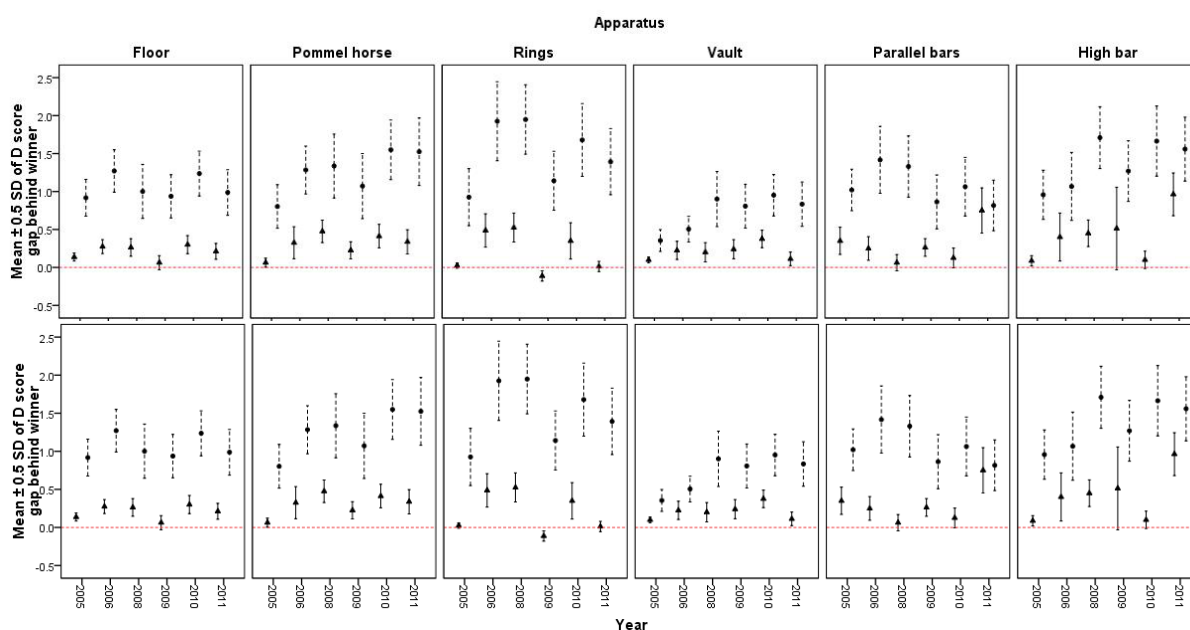 Apparatus
Floor Pommel horse Rings Vault Parallel bars High bar
Mean ± 0.5 SD of D score
gap behind winner
2.5
2.0
1.5
1.0
0.5
0.0
-0.5
Mean ± 0.5 SD of D score
gap behind winner
2.5
2.0
1.5
1.0
0.5
0.0
-0.5
2005 2006 2008 2009 2010 2011 2005 2006 2008 2009 2010 2011 2005 2006 2008 2009 2010 2011 2005 2006 2008 2009 2010 2011 2005 2006 2008 2009 2010 2011 2005 2006 2008 2009 2010 2011
Year